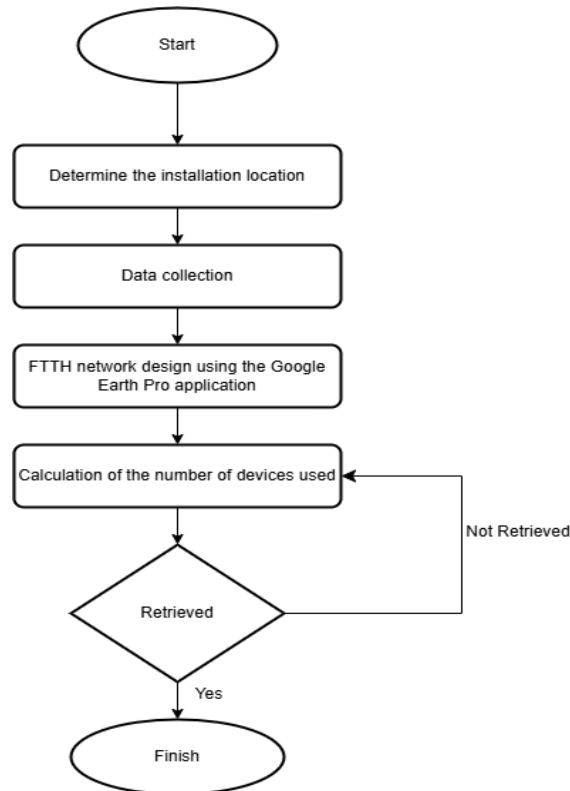 Start
Determine the installation location
Data collection
FTTH network design using the Google
Earth Pro application
Calculation of the number of devices used
Not Retrieved
Retrieved
Yes
Finish